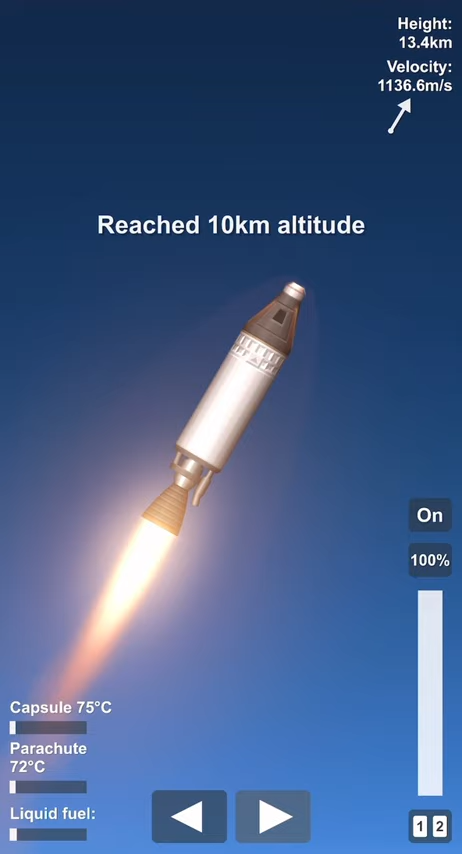 Height:
13.4km
Velocity:
1136.6m/s
Reached 10km altitude
On
100%
Capsule 75°C
Parachute
72°C
Liquid fuel:
1 2